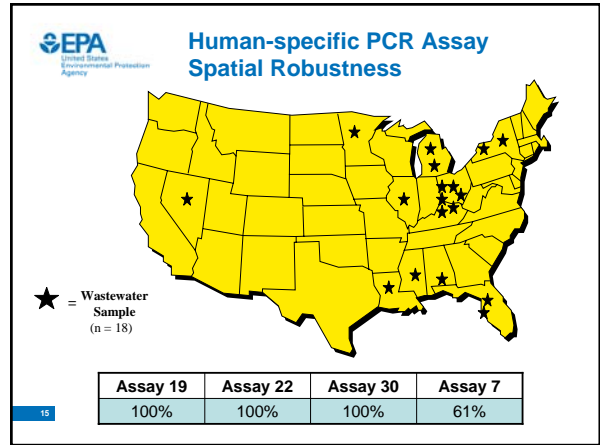 EPA
United States
Environmental Protection
Agency
Human-specific PCR Assay
Spatial Robustness
= Wastewater
Sample
(n = 18)
Assay 19 Assay 22 Assay 30 Assay 7
100% 100% 100% 61%
15